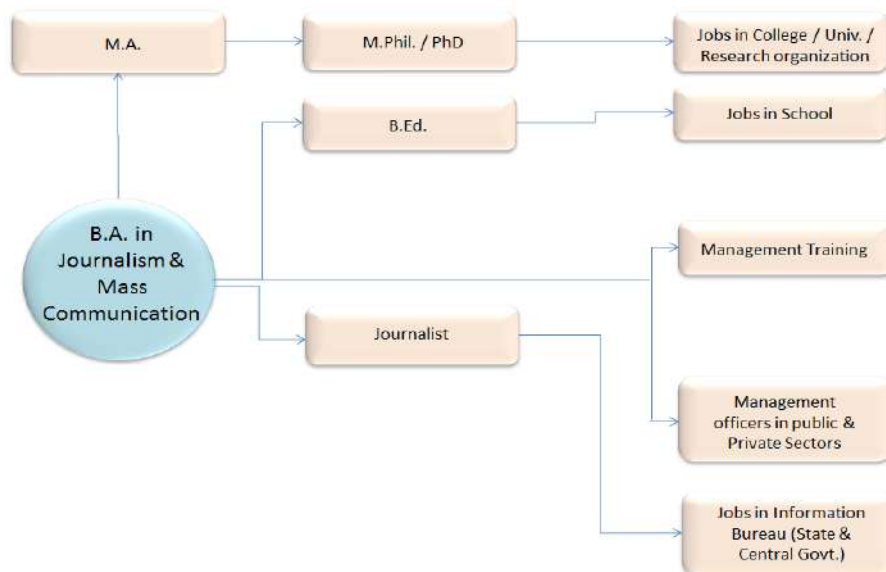 M.A.
M.Phil. / PhD
Jobs in College / Univ. /
Research organization
B.Ed.
Jobs in School
B.A. in
Journalism &
Mass
Communication
Management Training
Journalist
Management
officers in public &
Private Sectors
Jobs in Information
Bureau (State &
Central Govt.)